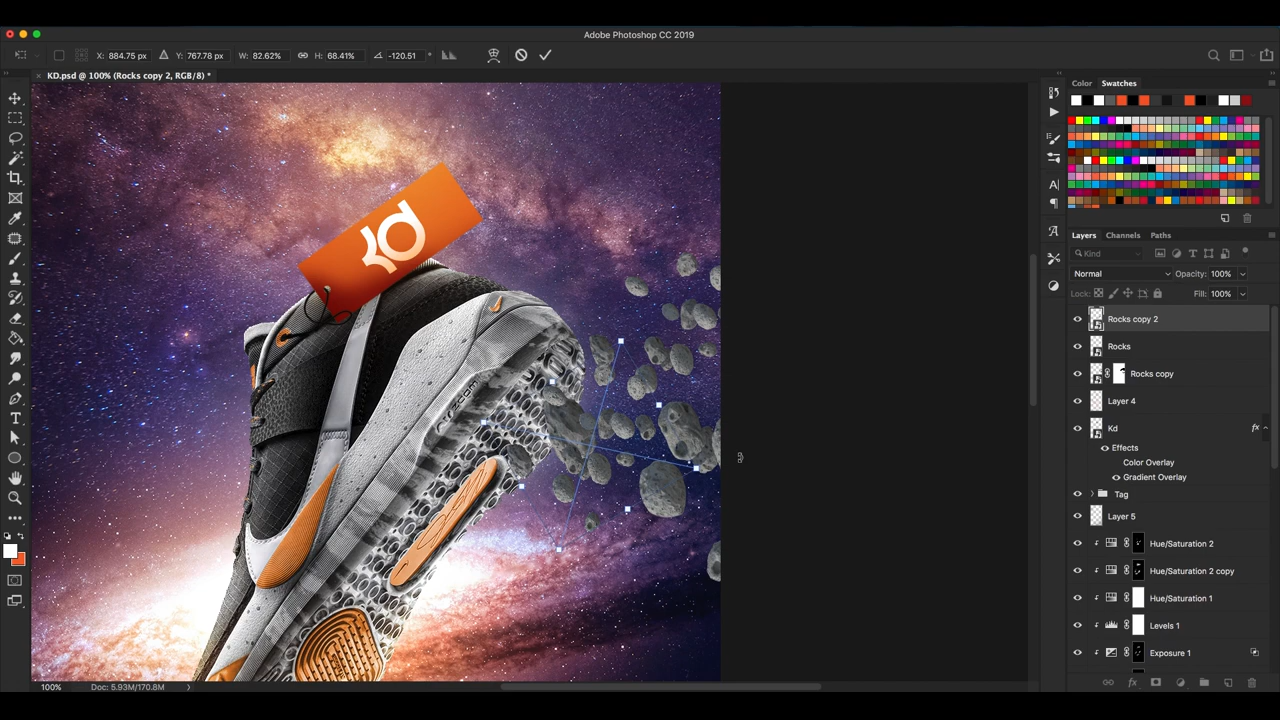 Adobe Photoshop CC 2019
X: 884.75 px Y: 767.78 px W: 82.62% H: 68.41% -120.51 °
× KD.psd @ 100% (Rocks copy 2, RGB/8) *
Color Swatches
kd
zoom
Layers Channels Paths
Kind
Normal Opacity: 100%
Lock: Fill: 100%
Rocks copy 2
Rocks
Rocks copy
Layer 4
Kd fx
Effects
Color Overlay
Gradient Overlay
Tag
Layer 5
Hue/Saturation 2
Hue/Saturation 2 copy
Hue/Saturation 1
Levels 1
Exposure 1
100% Doc: 5.93M/170.8M
fx